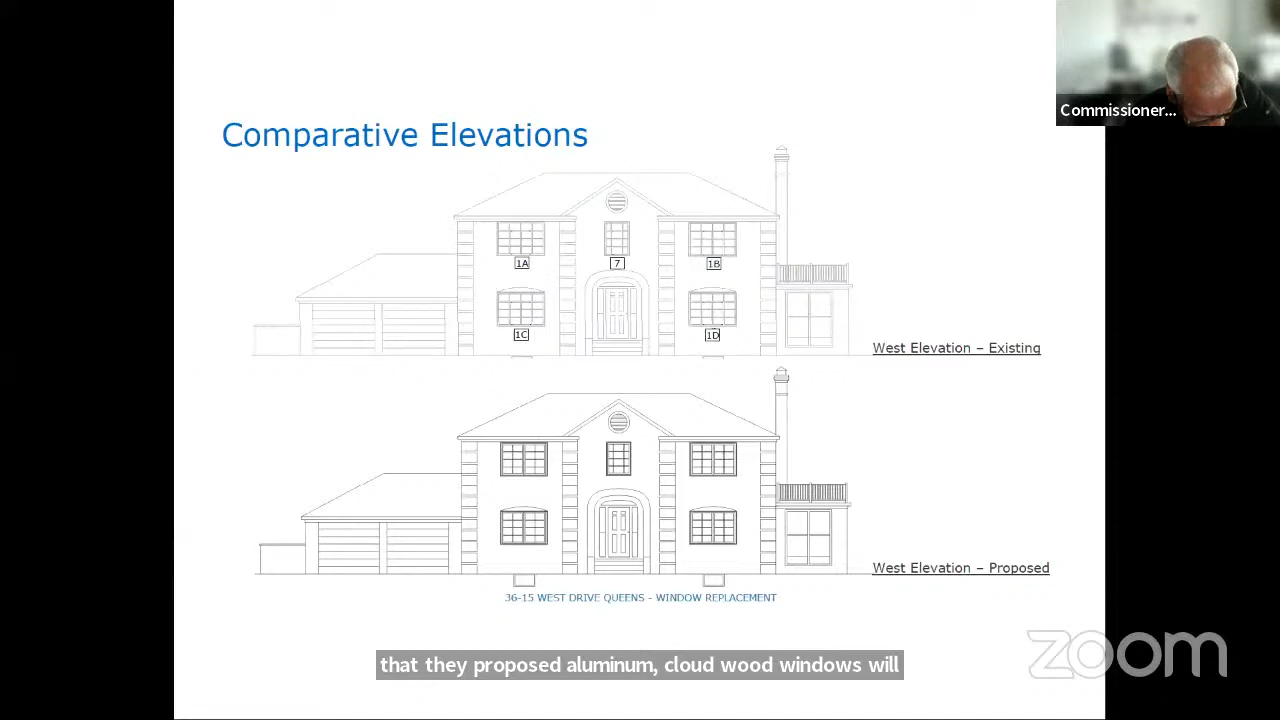 Commissioner...
Comparative Elevations
1A
7
1B
1C
1D
West Elevation – Existing
West Elevation – Proposed
36-15 WEST DRIVE QUEENS - WINDOW REPLACEMENT
that they proposed aluminum, cloud wood windows will
zoom